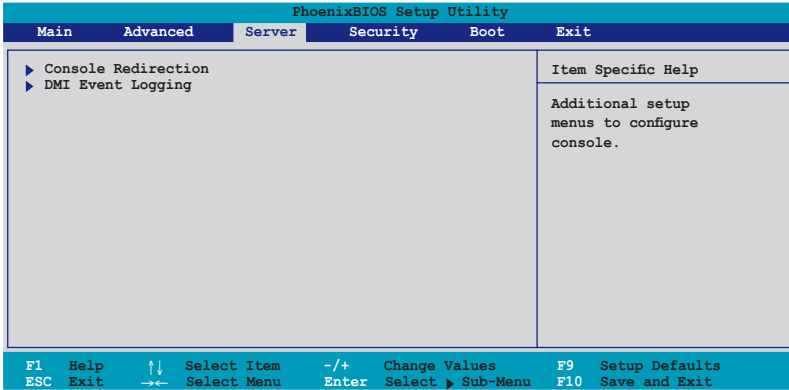 PhoenixBIOS Setup Utility
Main Advanced Server Security Boot Exit
Console Redirection
DMI Event Logging
Item Specific Help
Additional setup
menus to configure
console.
F1 Help ↑↓ Select Item -/+ Change Values F9 Setup Defaults
ESC Exit →← Select Menu Enter Select ▶ Sub-Menu F10 Save and Exit